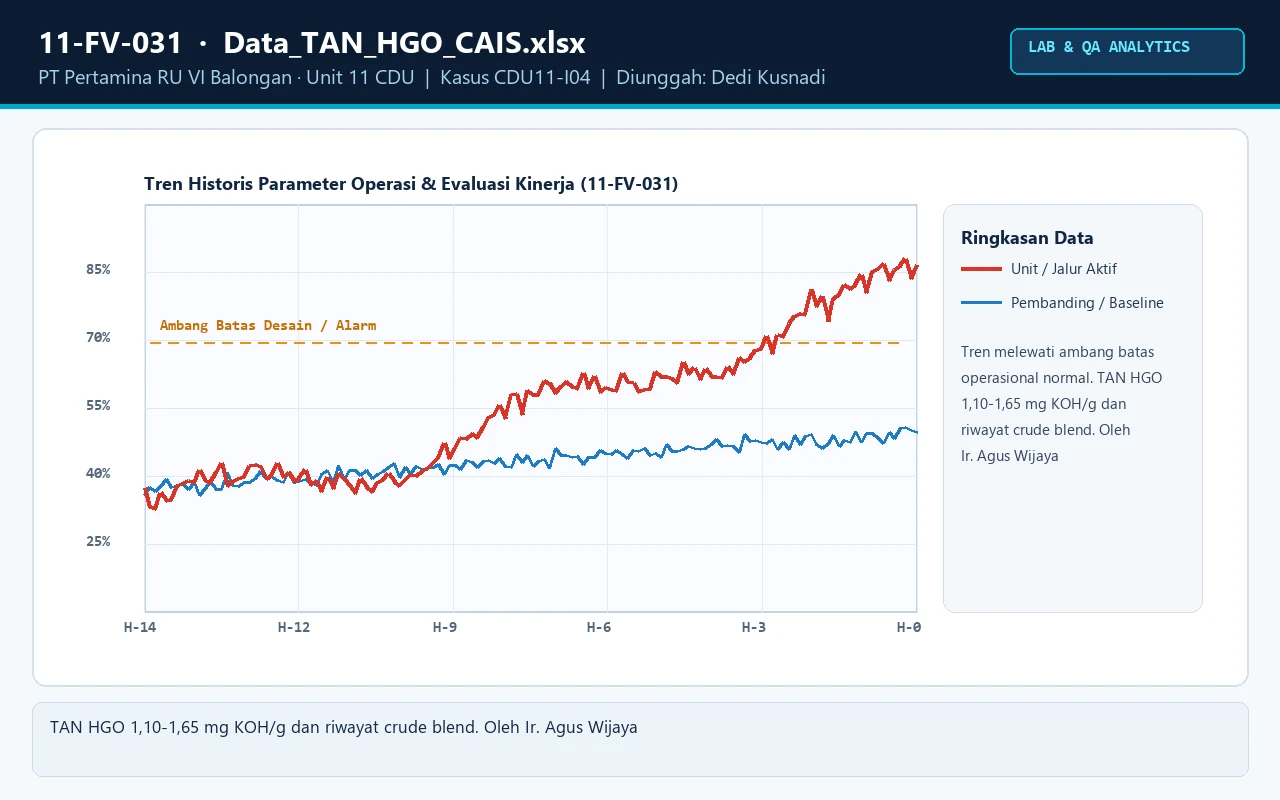 11-FV-031 · Data_TAN_HGO_CAIS.xlsx
PT Pertamina RU VI Balongan · Unit 11 CDU | Kasus CDU11-I04 | Diunggah: Dedi Kusnadi
LAB & QA ANALYTICS
Tren Historis Parameter Operasi & Evaluasi Kinerja (11-FV-031)
85%
70%
55%
40%
25%
Ambang Batas Desain / Alarm
H-14
H-12
H-9
H-6
H-3
H-0
Ringkasan Data
Unit / Jalur Aktif
Pembanding / Baseline
Tren melewati ambang batas
operasional normal. TAN HGO
1,10-1,65 mg KOH/g dan
riwayat crude blend. Oleh
Ir. Agus Wijaya
TAN HGO 1,10-1,65 mg KOH/g dan riwayat crude blend. Oleh Ir. Agus Wijaya